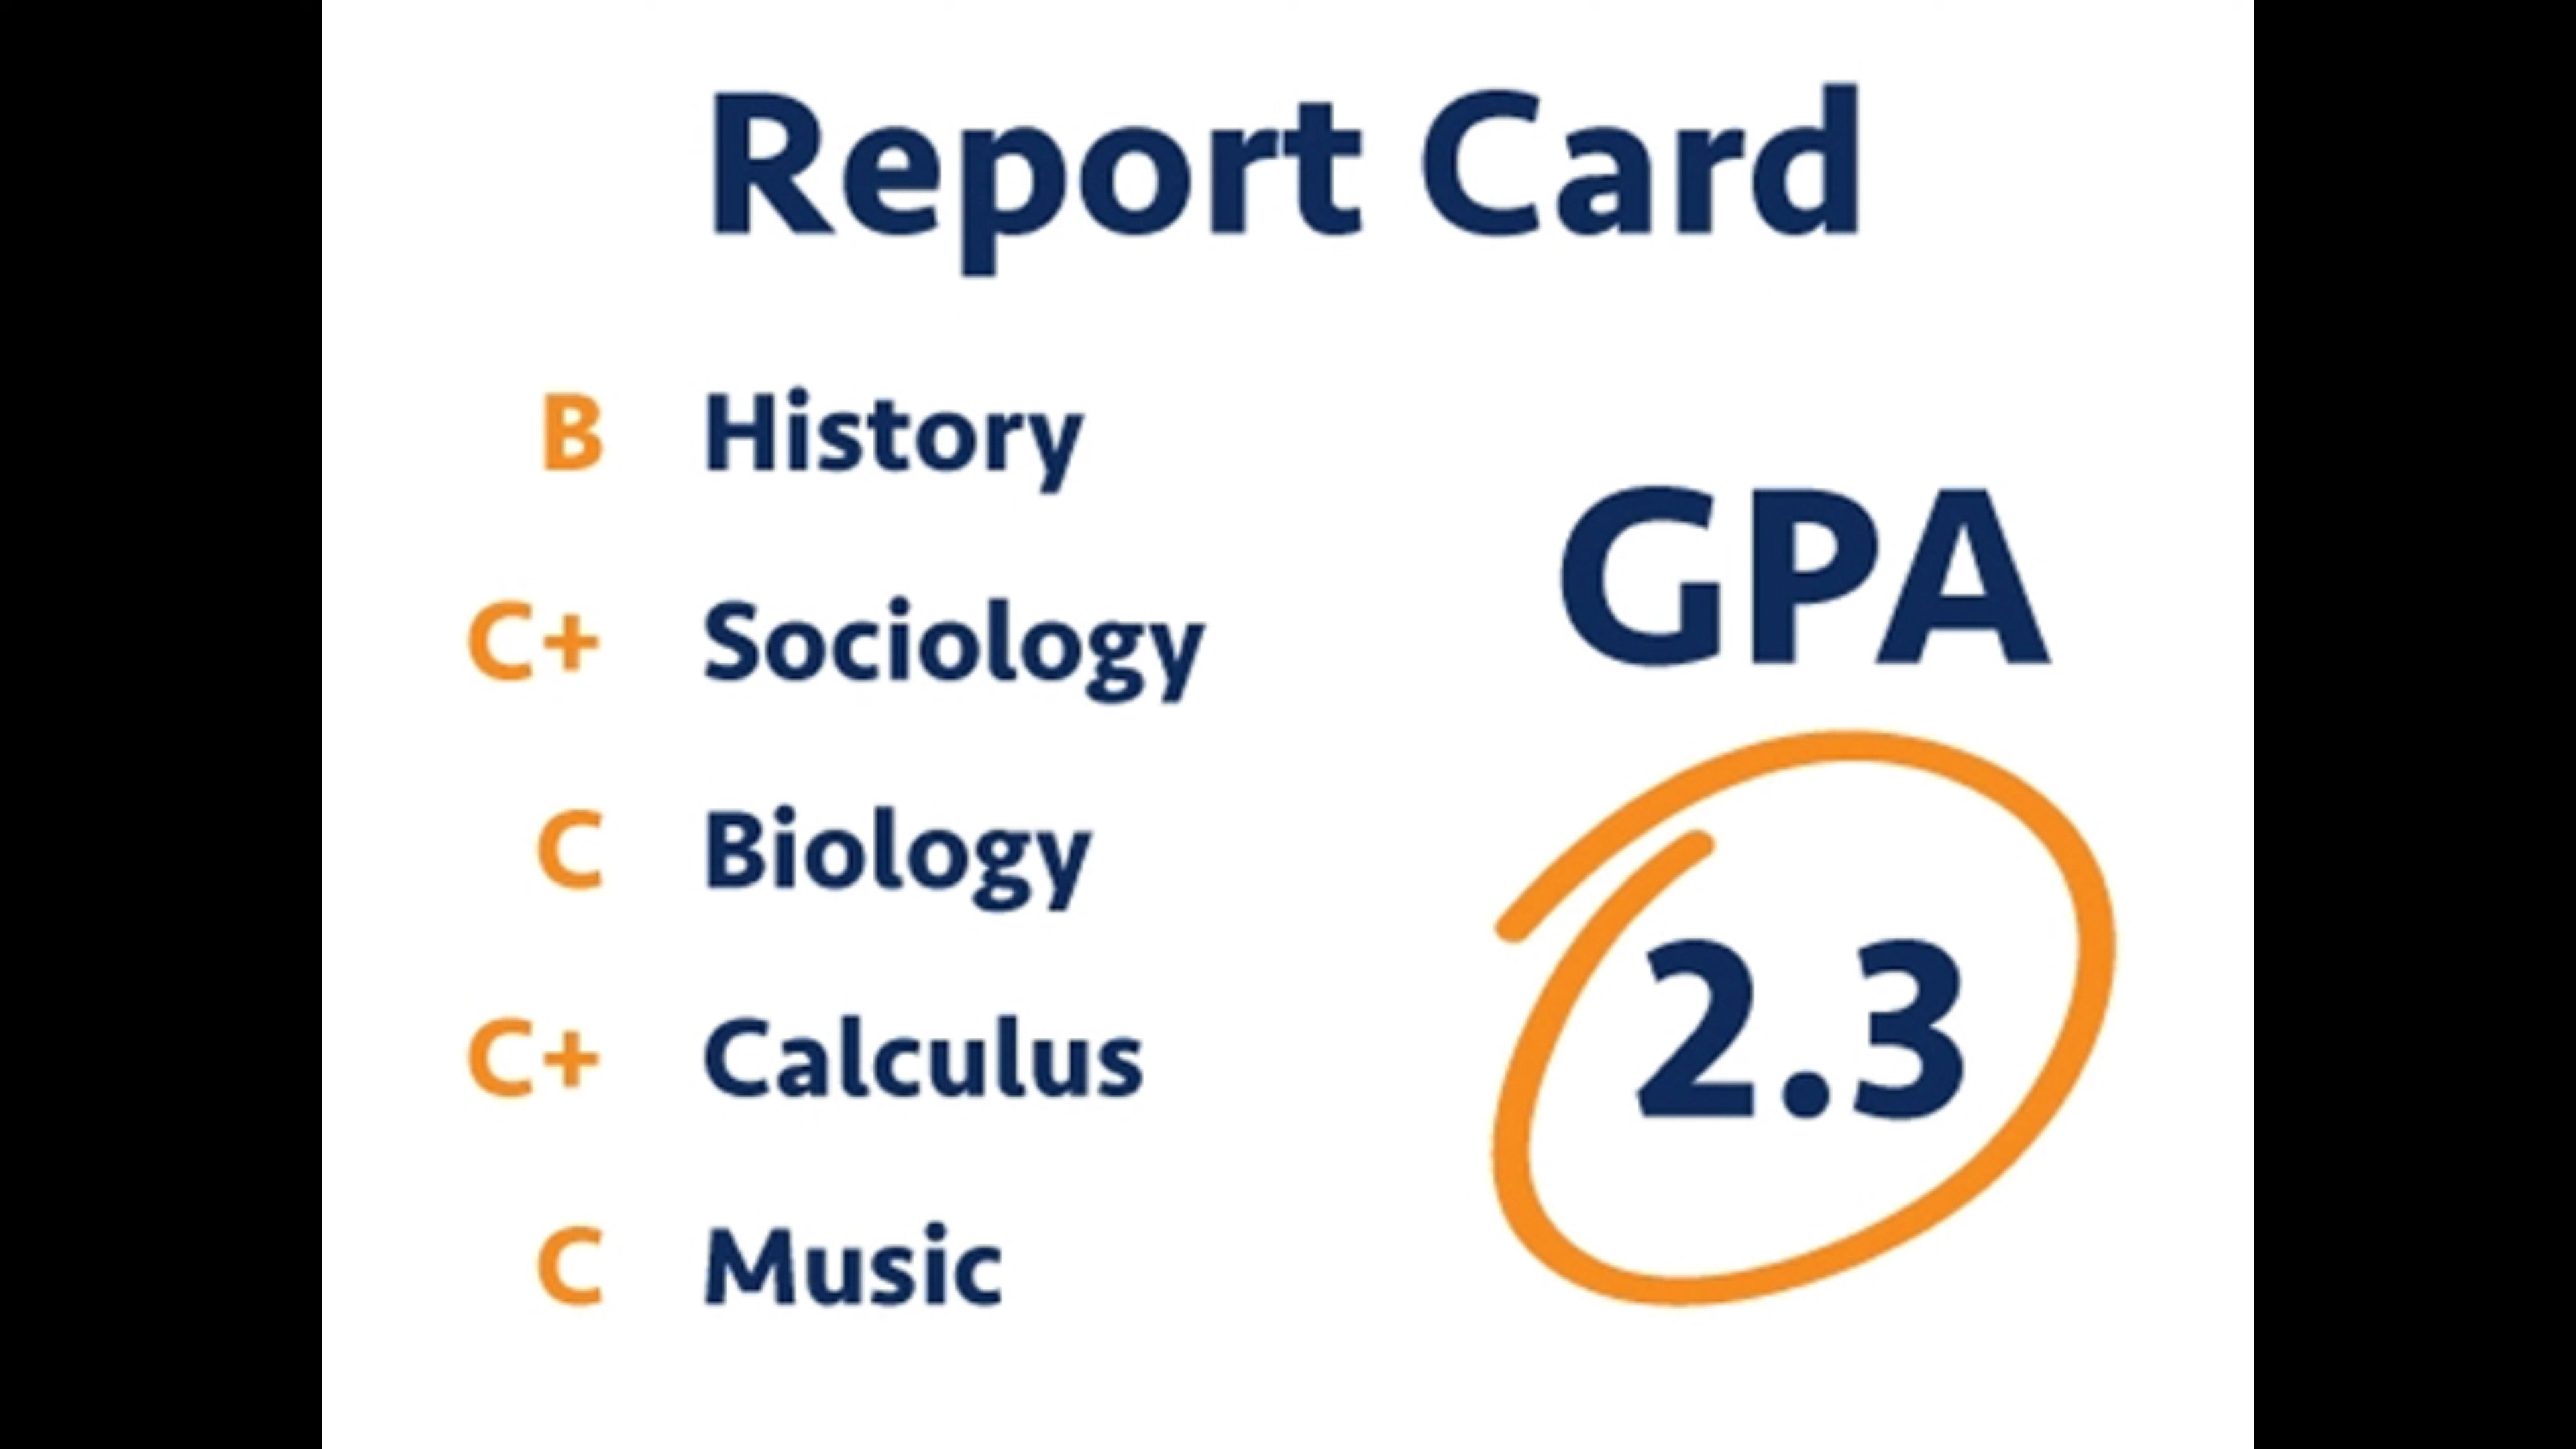 Report Card
B History
C+ Sociology
C Biology
C+ Calculus
C Music
GPA
2.3